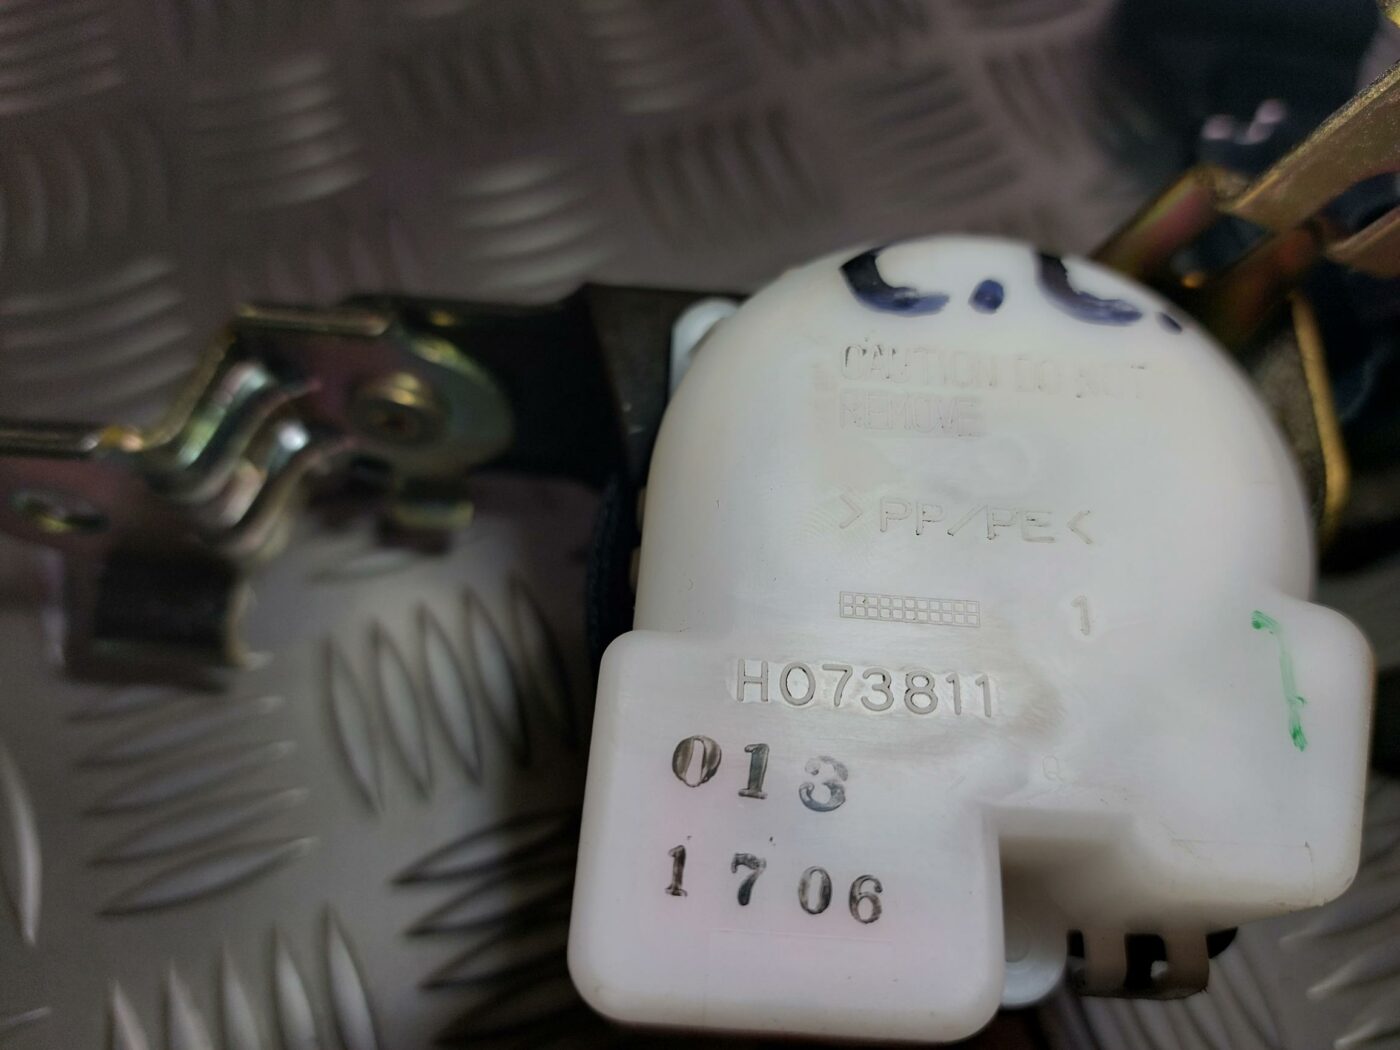 C.C.
CAUTION DO NOT
REMOVE
>PP/PE<
1
H073811
013
1706